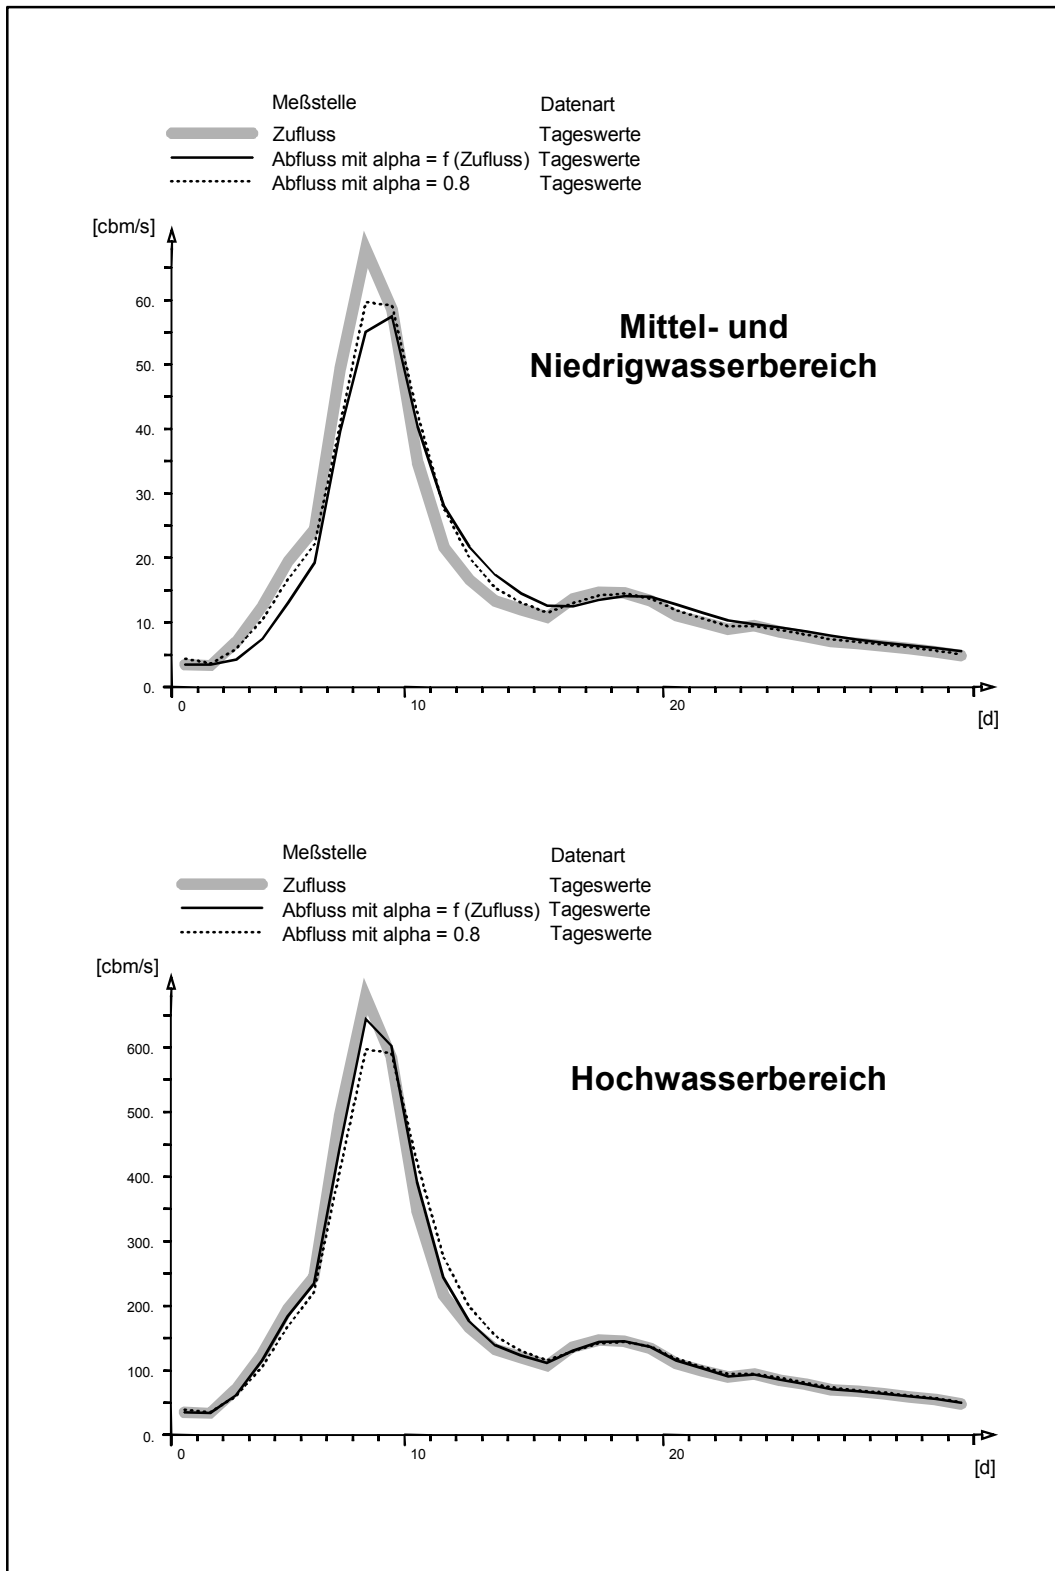 Meßstelle Datenart
Zufluss Tageswerte
Abfluss mit alpha = f (Zufluss) Tageswerte
Abfluss mit alpha = 0.8 Tageswerte
[cbm/s]
60.
50.
40.
30.
20.
10.
0.
Mittel- und
Niedrigwasserbereich
0 10 20
[d]
Meßstelle Datenart
Zufluss Tageswerte
Abfluss mit alpha = f (Zufluss) Tageswerte
Abfluss mit alpha = 0.8 Tageswerte
[cbm/s]
600.
500.
400.
300.
200.
100.
0.
Hochwasserbereich
0 10 20
[d]